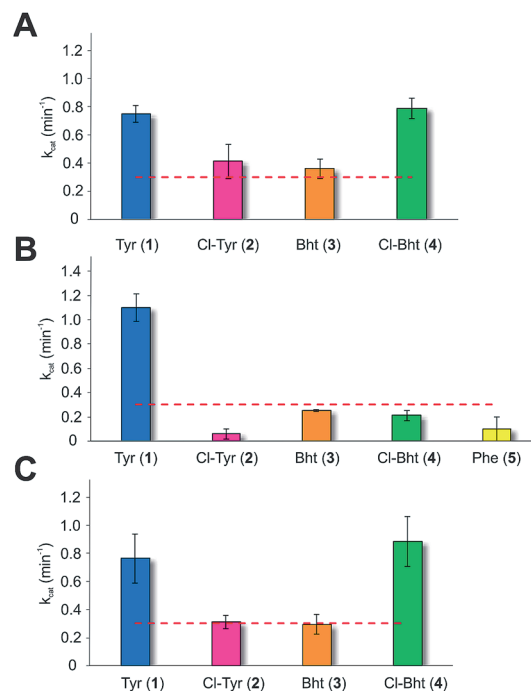 A
k_cat (min⁻¹)
1.2
1.0
0.8
0.6
0.4
0.2
0
Tyr (1) Cl-Tyr (2) Bht (3) Cl-Bht (4)
B
k_cat (min⁻¹)
1.4
1.2
1.0
0.8
0.6
0.4
0.2
0
Tyr (1) Cl-Tyr (2) Bht (3) Cl-Bht (4) Phe (5)
C
k_cat (min⁻¹)
1.2
1.0
0.8
0.6
0.4
0.2
0
Tyr (1) Cl-Tyr (2) Bht (3) Cl-Bht (4)